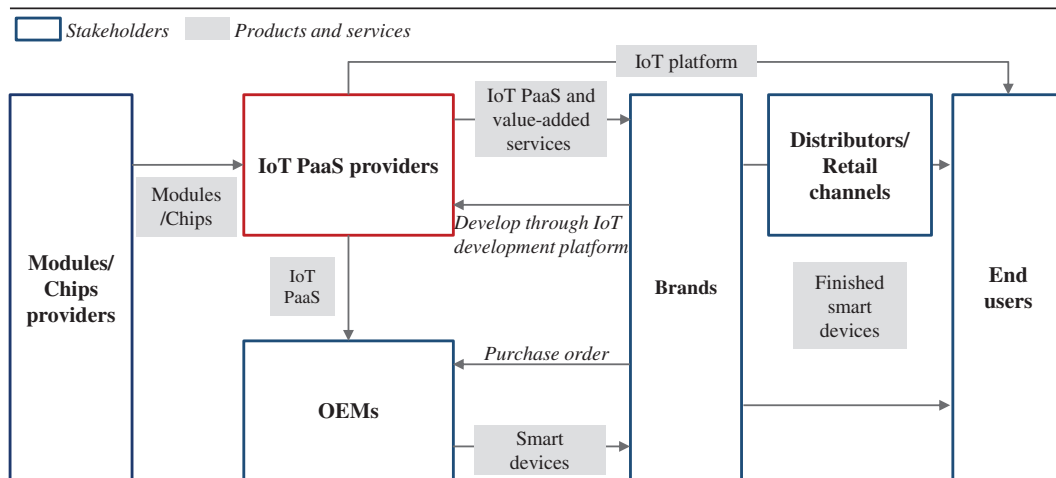 Stakeholders
Products and services
IoT platform
IoT PaaS and
value-added
services
IoT PaaS providers
Distributors/
Retail
channels
Modules
/Chips
Develop through IoT
development platform
Modules/
Chips
providers
IoT
PaaS
Brands
Finished
smart
devices
End
users
Purchase order
OEMs
Smart
devices